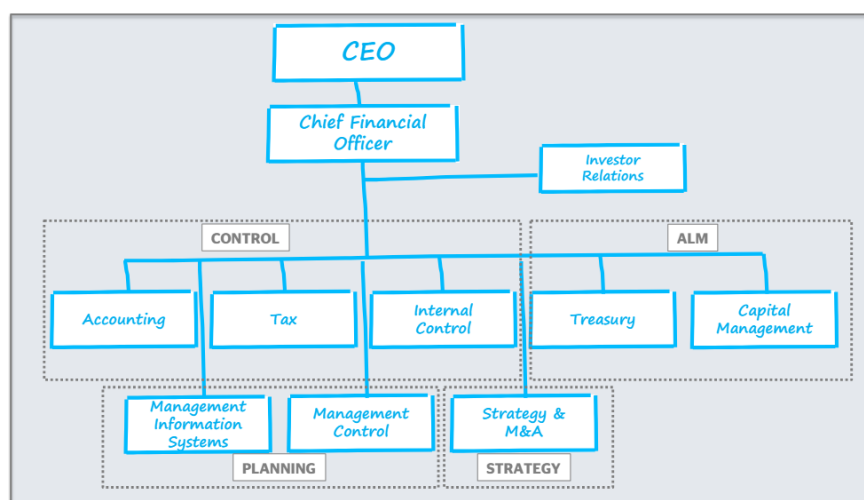 CEO
Chief Financial
Officer
Investor
Relations
CONTROL
ALM
Accounting
Tax
Internal
Control
Treasury
Capital
Management
Management
Information
Systems
Management
Control
Strategy &
M&A
PLANNING
STRATEGY